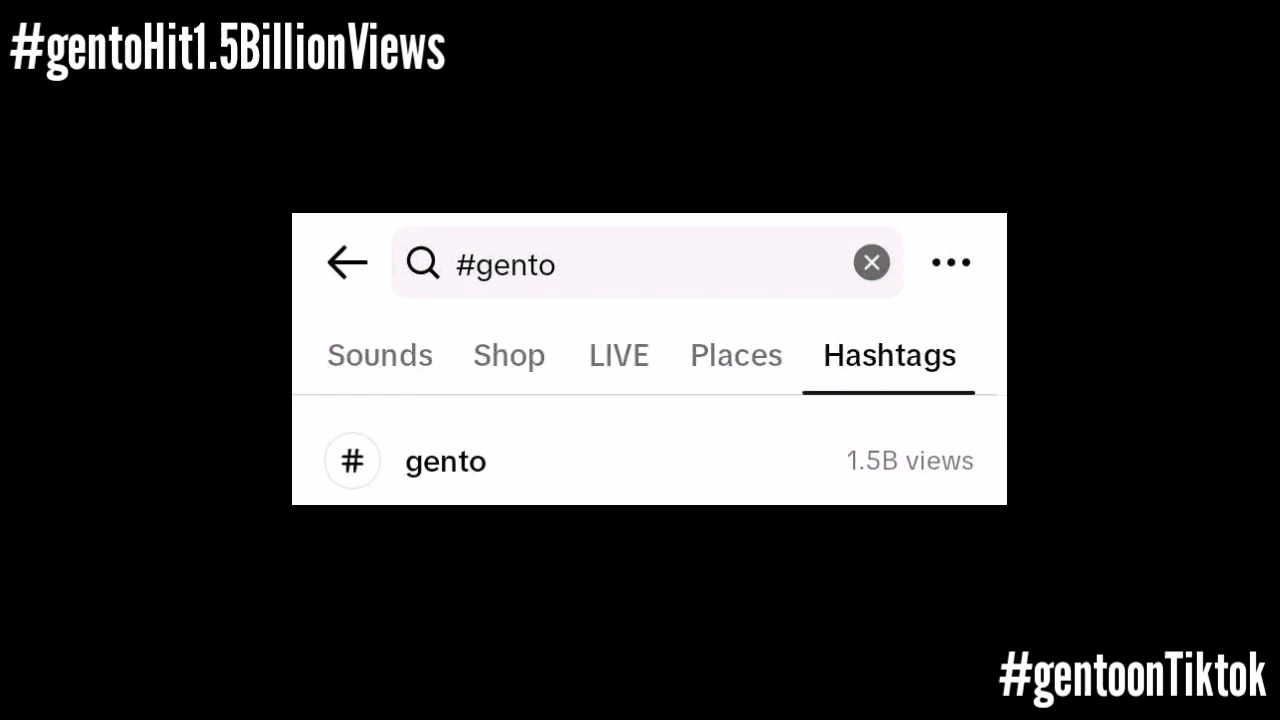 #gentoHit1.5BillionViews
#gento
Sounds Shop LIVE Places Hashtags
# gento 1.5B views
#gentoonTiktok